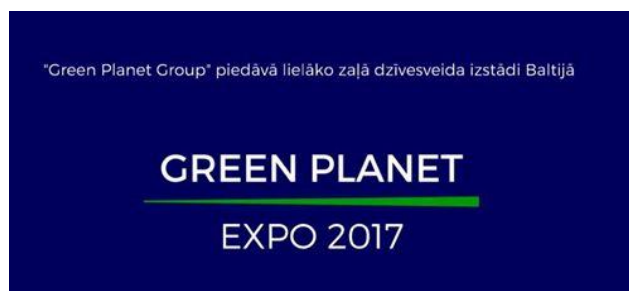 "Green Planet Group" piedāvā lielāko zaļā dzīvesveida izstādi Baltijā
GREEN PLANET
EXPO 2017